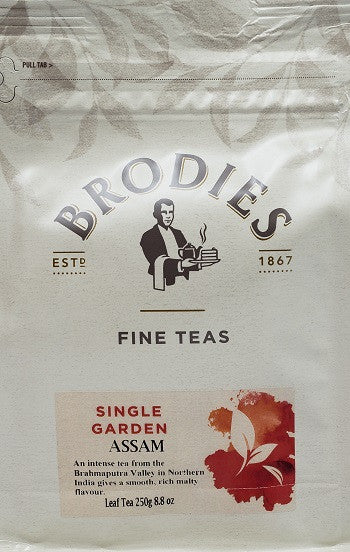 PULL TAB >
BRODIES
ESTD 1867
FINE TEAS
SINGLE
GARDEN
ASSAM
An intense tea from the
Brahmaputra Valley in Northern
India gives a smooth, rich malty
flavour.
Leaf Tea 250g 8.8 oz